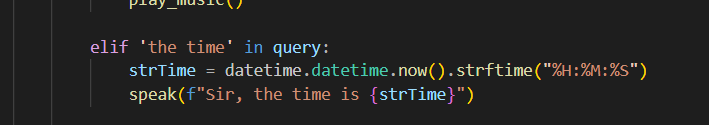 play_music()
elif 'the time' in query:
strTime = datetime.datetime.now().strftime("%H:%M:%S")
speak(f"Sir, the time is {strTime}")